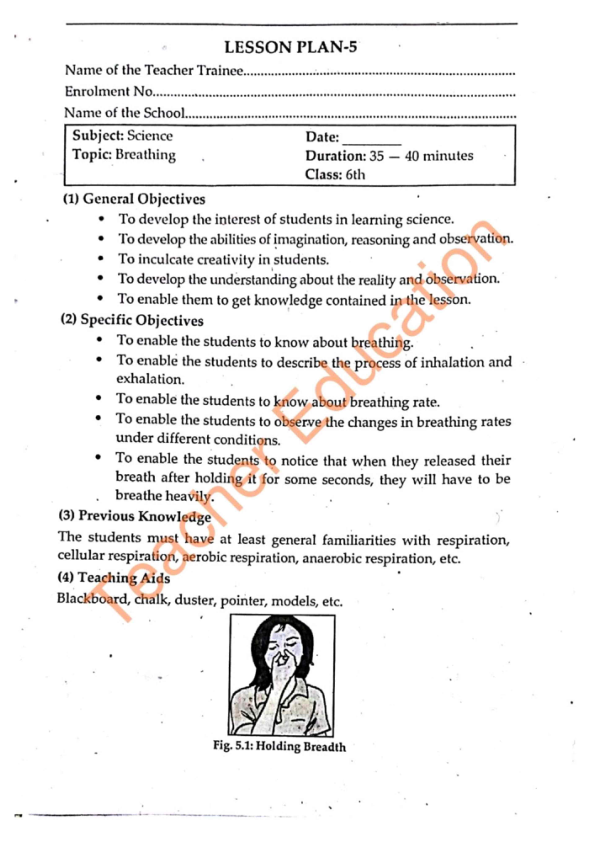 LESSON PLAN-5
Name of the Teacher Trainee......................................................................
Enrolment No...........................................................................................
Name of the School....................................................................................
Subject: Science
Topic: Breathing
Date: ________
Duration: 35 — 40 minutes
Class: 6th
(1) General Objectives
• To develop the interest of students in learning science.
• To develop the abilities of imagination, reasoning and observation.
• To inculcate creativity in students.
• To develop the understanding about the reality and observation.
• To enable them to get knowledge contained in the lesson.
(2) Specific Objectives
• To enable the students to know about breathing.
• To enable the students to describe the process of inhalation and
exhalation.
• To enable the students to know about breathing rate.
• To enable the students to observe the changes in breathing rates
under different conditions.
• To enable the students to notice that when they released their
breath after holding it for some seconds, they will have to be
breathe heavily.
(3) Previous Knowledge
The students must have at least general familiarities with respiration,
cellular respiration, aerobic respiration, anaerobic respiration, etc.
(4) Teaching Aids
Blackboard, chalk, duster, pointer, models, etc.
Fig. 5.1: Holding Breadth
Teacher Education